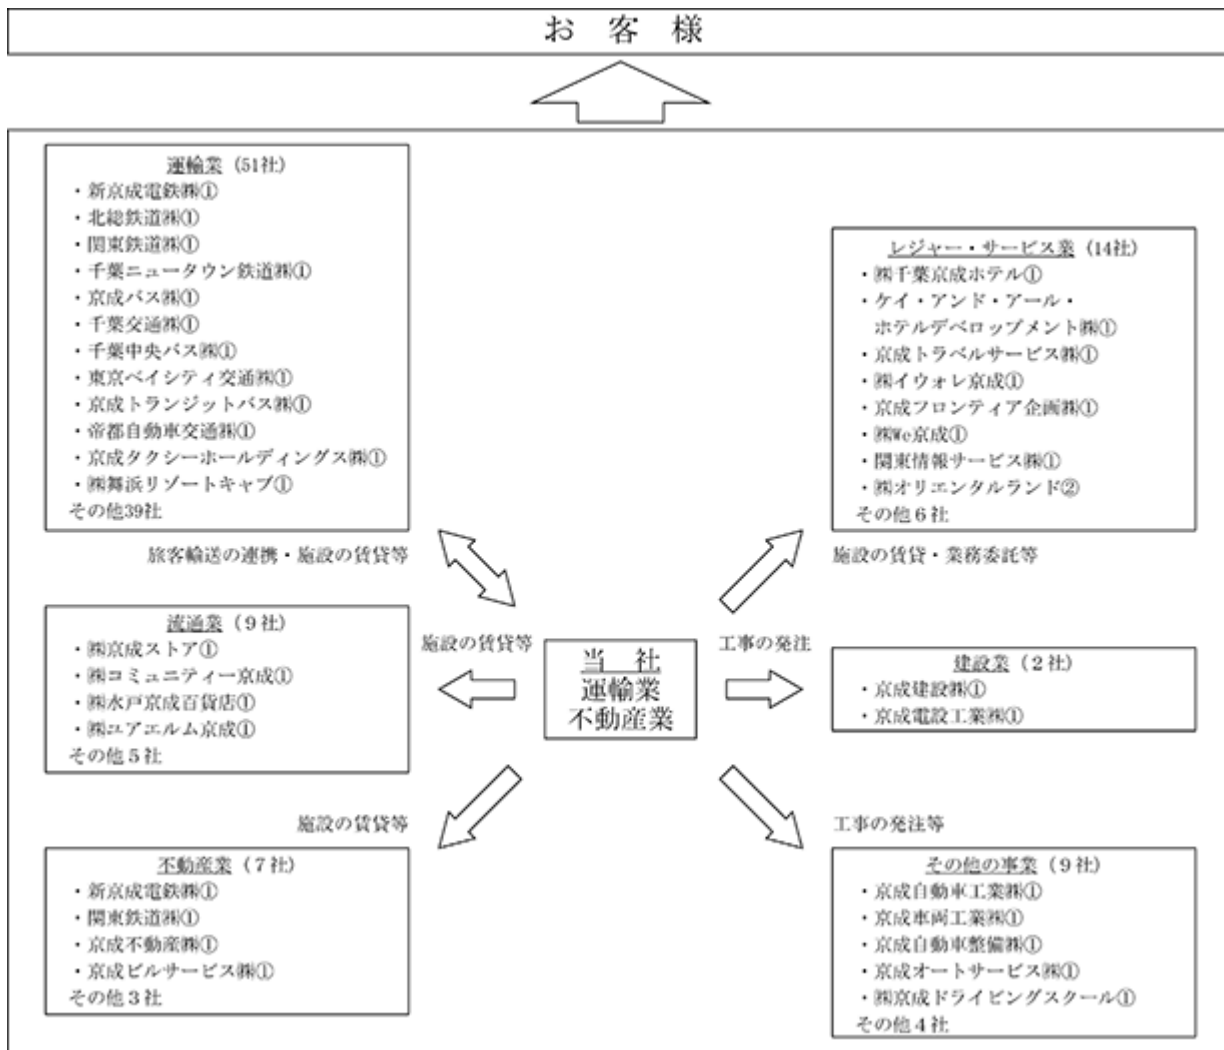 お 客 様
運輸業 (51社)
・新京成電鉄㈱①
・北総鉄道㈱①
・関東鉄道㈱①
・千葉ニュータウン鉄道㈱①
・京成バス㈱①
・千葉交通㈱①
・千葉中央バス㈱①
・東京ベイシティ交通㈱①
・京成トランジットバス㈱①
・帝都自動車交通㈱①
・京成タクシーホールディングス㈱①
・㈱舞浜リゾートキャブ①
その他39社
旅客輸送の連携・施設の賃貸等
レジャー・サービス業 (14社)
・㈱千葉京成ホテル①
・ケイ・アンド・アール・
ホテルデベロップメント㈱①
・京成トラベルサービス㈱①
・㈱イウォレ京成①
・京成フロンティア企画㈱①
・㈱We京成①
・関東情報サービス㈱①
・㈱オリエンタルランド②
その他6社
施設の賃貸・業務委託等
流通業 (9社)
・㈱京成ストア①
・㈱コミュニティー京成①
・㈱水戸京成百貨店①
・㈱ユアエルム京成①
その他5社
施設の賃貸等
当 社
運輸業
不動産業
工事の発注
建設業 (2社)
・京成建設㈱①
・京成電設工業㈱①
施設の賃貸等
不動産業 (7社)
・新京成電鉄㈱①
・関東鉄道㈱①
・京成不動産㈱①
・京成ビルサービス㈱①
その他3社
工事の発注等
その他の事業 (9社)
・京成自動車工業㈱①
・京成車両工業㈱①
・京成自動車整備㈱①
・京成オートサービス㈱①
・㈱京成ドライビングスクール①
その他4社